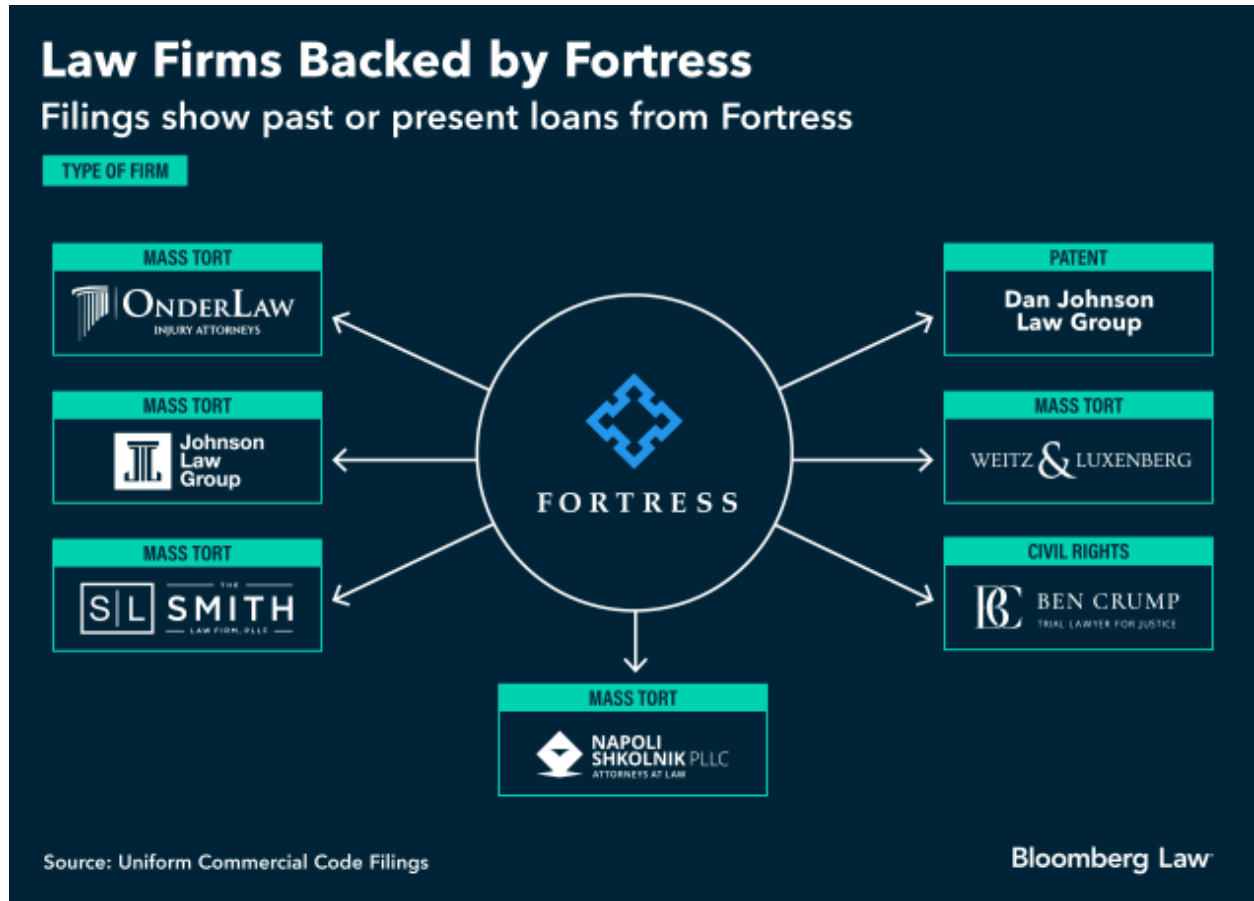 Law Firms Backed by Fortress
Filings show past or present loans from Fortress
TYPE OF FIRM
MASS TORT
ONDERLAW
INJURY ATTORNEYS
MASS TORT
Johnson
Law
Group
MASS TORT
S|L
THE
SMITH
LAW FIRM, PLLC
FORTRESS
PATENT
Dan Johnson
Law Group
MASS TORT
WEITZ & LUXENBERG
CIVIL RIGHTS
BC BEN CRUMP
TRIAL LAWYER FOR JUSTICE
MASS TORT
NAPOLI
SHKOLNIK PLLC
ATTORNEYS AT LAW
Source: Uniform Commercial Code Filings
Bloomberg Law